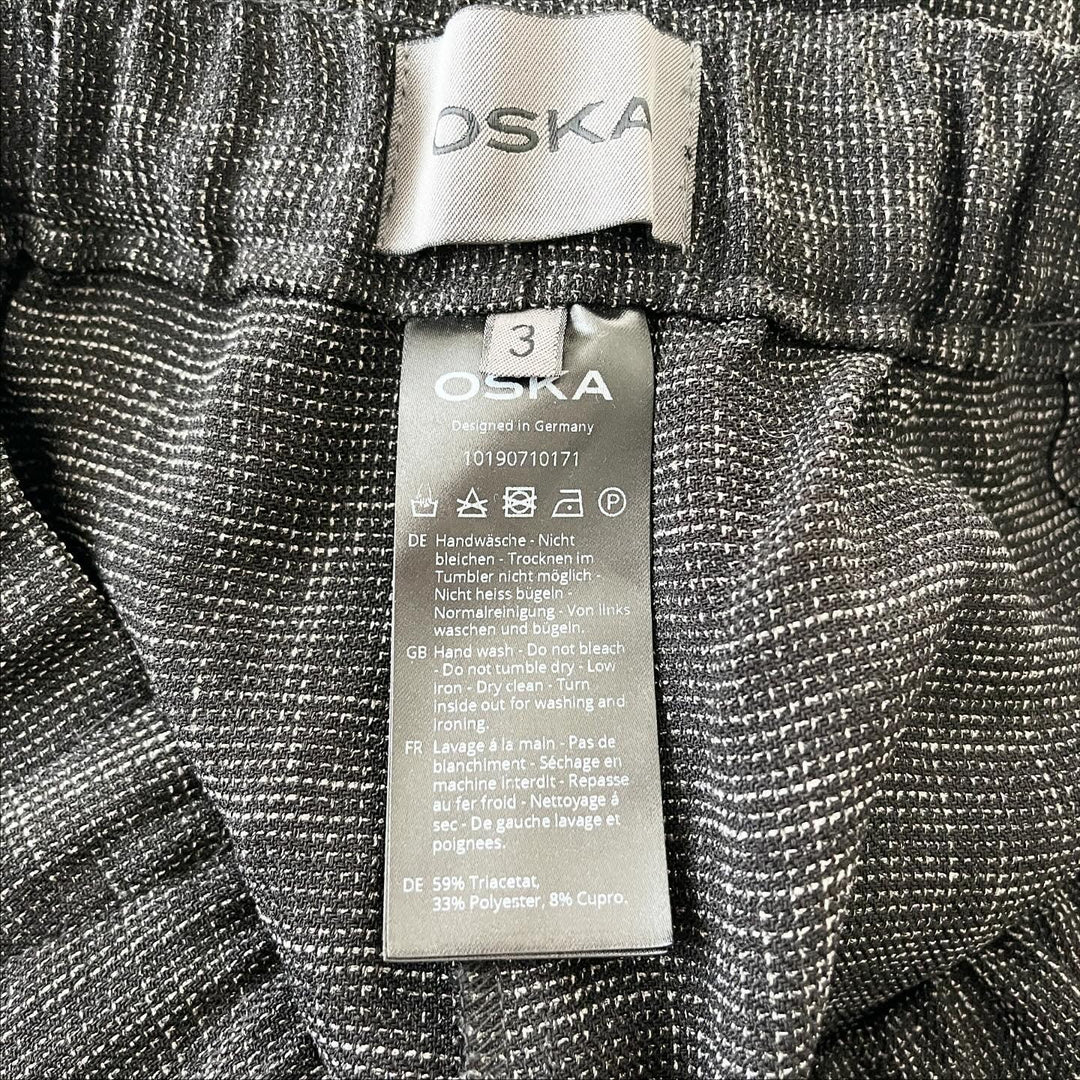 OSKA
3
OSKA
Designed in Germany
10190710171
P
DE Handwäsche - Nicht
bleichen - Trocknen im
Tumbler nicht möglich -
Nicht heiss bügeln -
Normalreinigung - Von links
waschen und bügeln.
GB Hand wash - Do not bleach
- Do not tumble dry - Low
iron - Dry clean - Turn
inside out for washing and
ironing.
FR Lavage á la main - Pas de
blanchiment - Séchage en
machine interdit - Repasse
au fer froid - Nettoyage á
sec - De gauche lavage et
poignees.
DE 59% Triacetat,
33% Polyester, 8% Cupro.